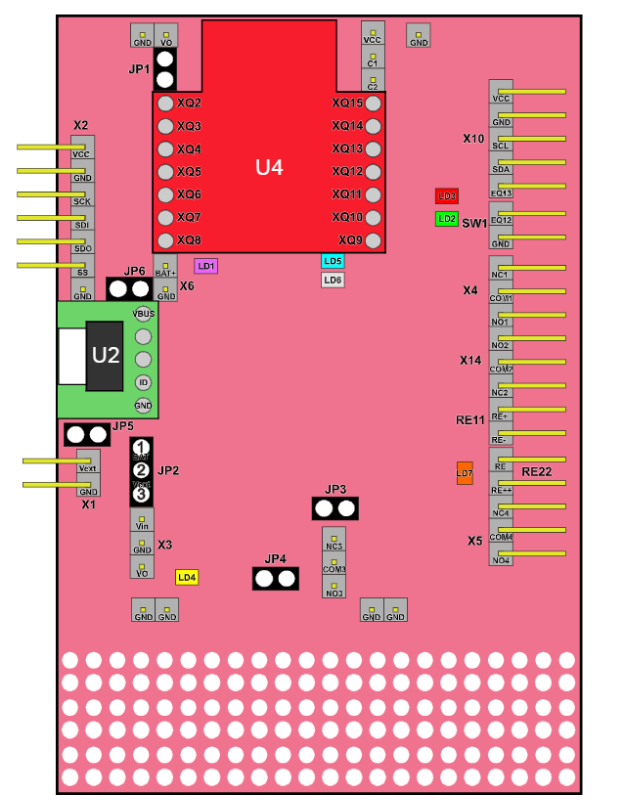 GND VO
VCC
GND
JP1
C1
C2
XQ2 XQ15
VCC
XQ3 XQ14
GND
X2
XQ4 XQ13
X10
SCL
VCC
XQ5 U4 XQ12
SDA
GND
XQ6 XQ11
EQ13
SCK
LD3
XQ7 XQ10
LD2 SW1 EQ12
SDI
XQ8 XQ9
GND
SDO
LD1 LD5
SS JP6 BAT+
NC1
LD6
GND GND X6
X4 COM1
VBUS
NO1
NO2
U2
X14 COM2
ID
NC2
GND
RE11 RE+
JP5
RE-
1
BAT
Vext 2 JP2
RE RE22
LD7
Vext
GND 3
RE++
X1
JP3
NC4
Vin
GND X3
NC3
X5 COM4
JP4
VO
COM3
NO4
LD4
NO3
GND GND GND GND